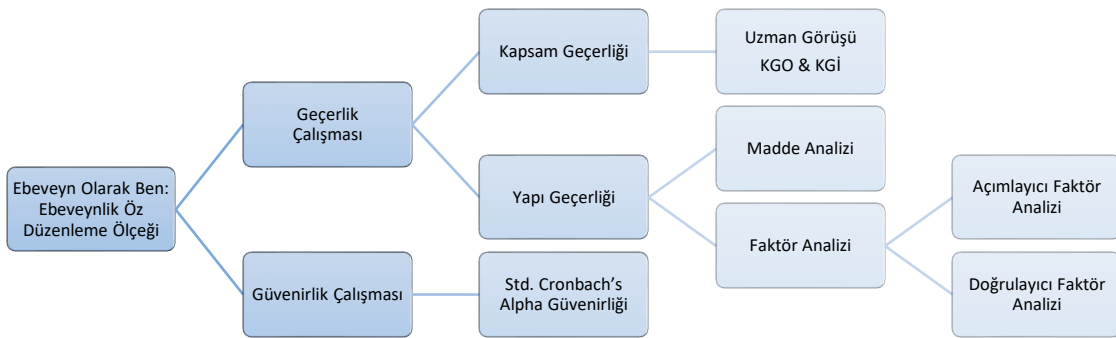 Ebeveyn Olarak Ben:
Ebeveynlik Öz
Düzenleme Ölçeği
Geçerlik
Çalışması
Kapsam Geçerliği
Uzman Görüşü
KGO & KGİ
Yapı Geçerliği
Madde Analizi
Faktör Analizi
Açımlayıcı Faktör
Analizi
Doğrulayıcı Faktör
Analizi
Güvenirlik Çalışması
Std. Cronbach's
Alpha Güvenirliği